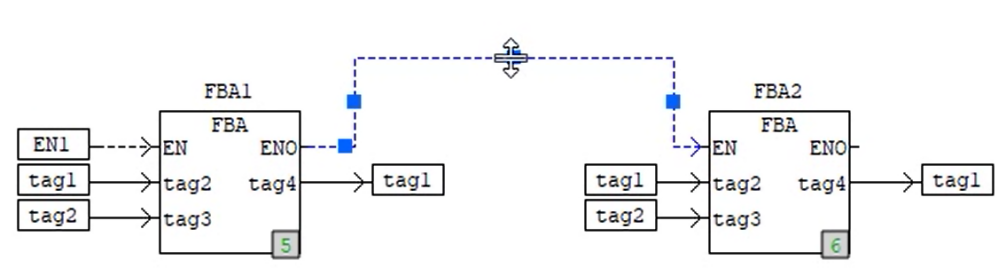 FBA1
FBA
EN1
EN
ENO
tag1
tag2
tag4
tag1
tag2
tag3
5
FBA2
FBA
EN
ENO
tag1
tag2
tag4
tag1
tag2
tag3
6